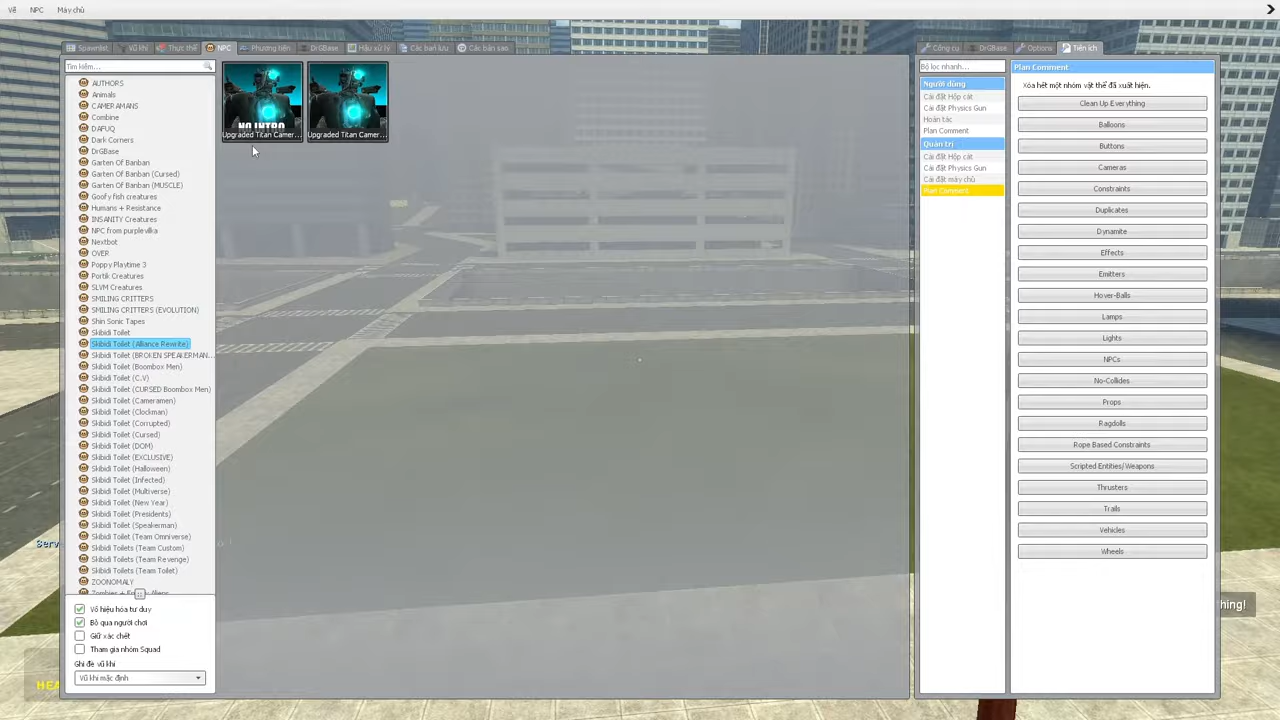 Vẽ NPC Máy chủ
Spawnlist Vũ khí Thực thể NPC Phương tiện DrGBase Hậu xử lý Các bản lưu Các bản sao
Công cụ DrGBase Options Tiện ích
Tìm kiếm...
AUTHORS
Animals
CAMERAMANS
Combine
DAFUQ
Dark Corners
DrGBase
Garten Of Banban
Garten Of Banban (Cursed)
Garten Of Banban (MUSCLE)
Goofy fish creatures
Humans + Resistance
INSANITY Creatures
NPC from purplevilka
Nextbot
OVER
Poppy Playtime 3
Portik Creatures
SLVM Creatures
SMILING CRITTERS
SMILING CRITTERS (EVOLUTION)
Shin Sonic Tapes
Skibidi Toilet
Skibidi Toilet (Alliance Rewrite)
Skibidi Toilet (BROKEN SPEAKERMAN...
Skibidi Toilet (Boombox Men)
Skibidi Toilet (C.V)
Skibidi Toilet (CURSED Boombox Men)
Skibidi Toilet (Cameramen)
Skibidi Toilet (Clockman)
Skibidi Toilet (Corrupted)
Skibidi Toilet (Cursed)
Skibidi Toilet (DOM)
Skibidi Toilet (EXCLUSIVE)
Skibidi Toilet (Halloween)
Skibidi Toilet (Infected)
Skibidi Toilet (Multiverse)
Skibidi Toilet (New Year)
Skibidi Toilet (Presidents)
Skibidi Toilet (Speakerman)
Skibidi Toilet (Team Omniverse)
Skibidi Toilets (Team Custom)
Skibidi Toilets (Team Revenge)
Skibidi Toilets (Team Toilet)
ZOONOMALY
Vô hiệu hóa tư duy
Bỏ qua người chơi
Giữ xác chết
Tham gia nhóm Squad
Ghi đè vũ khí
Vũ khí mặc định
NO INTRO
Upgraded Titan Camer...
Upgraded Titan Camer...
Bộ lọc nhanh...
Người dùng
Cài đặt Hộp cát
Cài đặt Physics Gun
Hoàn tác
Plan Comment
Quản trị
Cài đặt Hộp cát
Cài đặt Physics Gun
Cài đặt máy chủ
Plan Comment
Plan Comment
Xóa hết một nhóm vật thể đã xuất hiện.
Clean Up Everything
Balloons
Buttons
Cameras
Constraints
Duplicates
Dynamite
Effects
Emitters
Hover-Balls
Lamps
Lights
NPCs
No-Collides
Props
Ragdolls
Rope Based Constraints
Scripted Entities/Weapons
Thrusters
Trails
Vehicles
Wheels
Serv
hing!
HEA